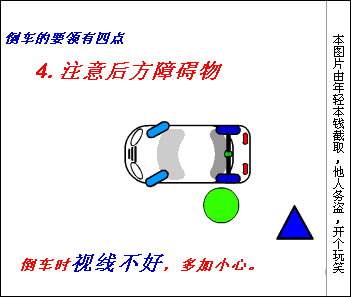 倒车的要领有四点
4. 注意后方障碍物
倒车时视线不好，多加小心。
本图片由年轻本钱截取，他人务盗，开个玩笑